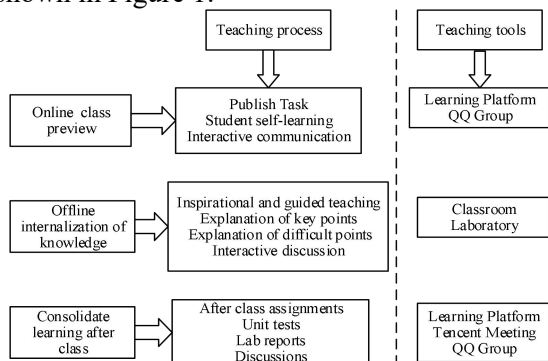 shown in Figure 1.
Teaching process
Teaching tools
Online class
preview
Publish Task
Student self-learning
Interactive communication
Learning Platform
QQ Group
Offline
internalization of
knowledge
Inspirational and guided teaching
Explanation of key points
Explanation of difficult points
Interactive discussion
Classroom
Laboratory
Consolidate
learning after
class
After class assignments
Unit tests
Lab reports
Discussions
Learning Platform
Tencent Meeting
QQ Group